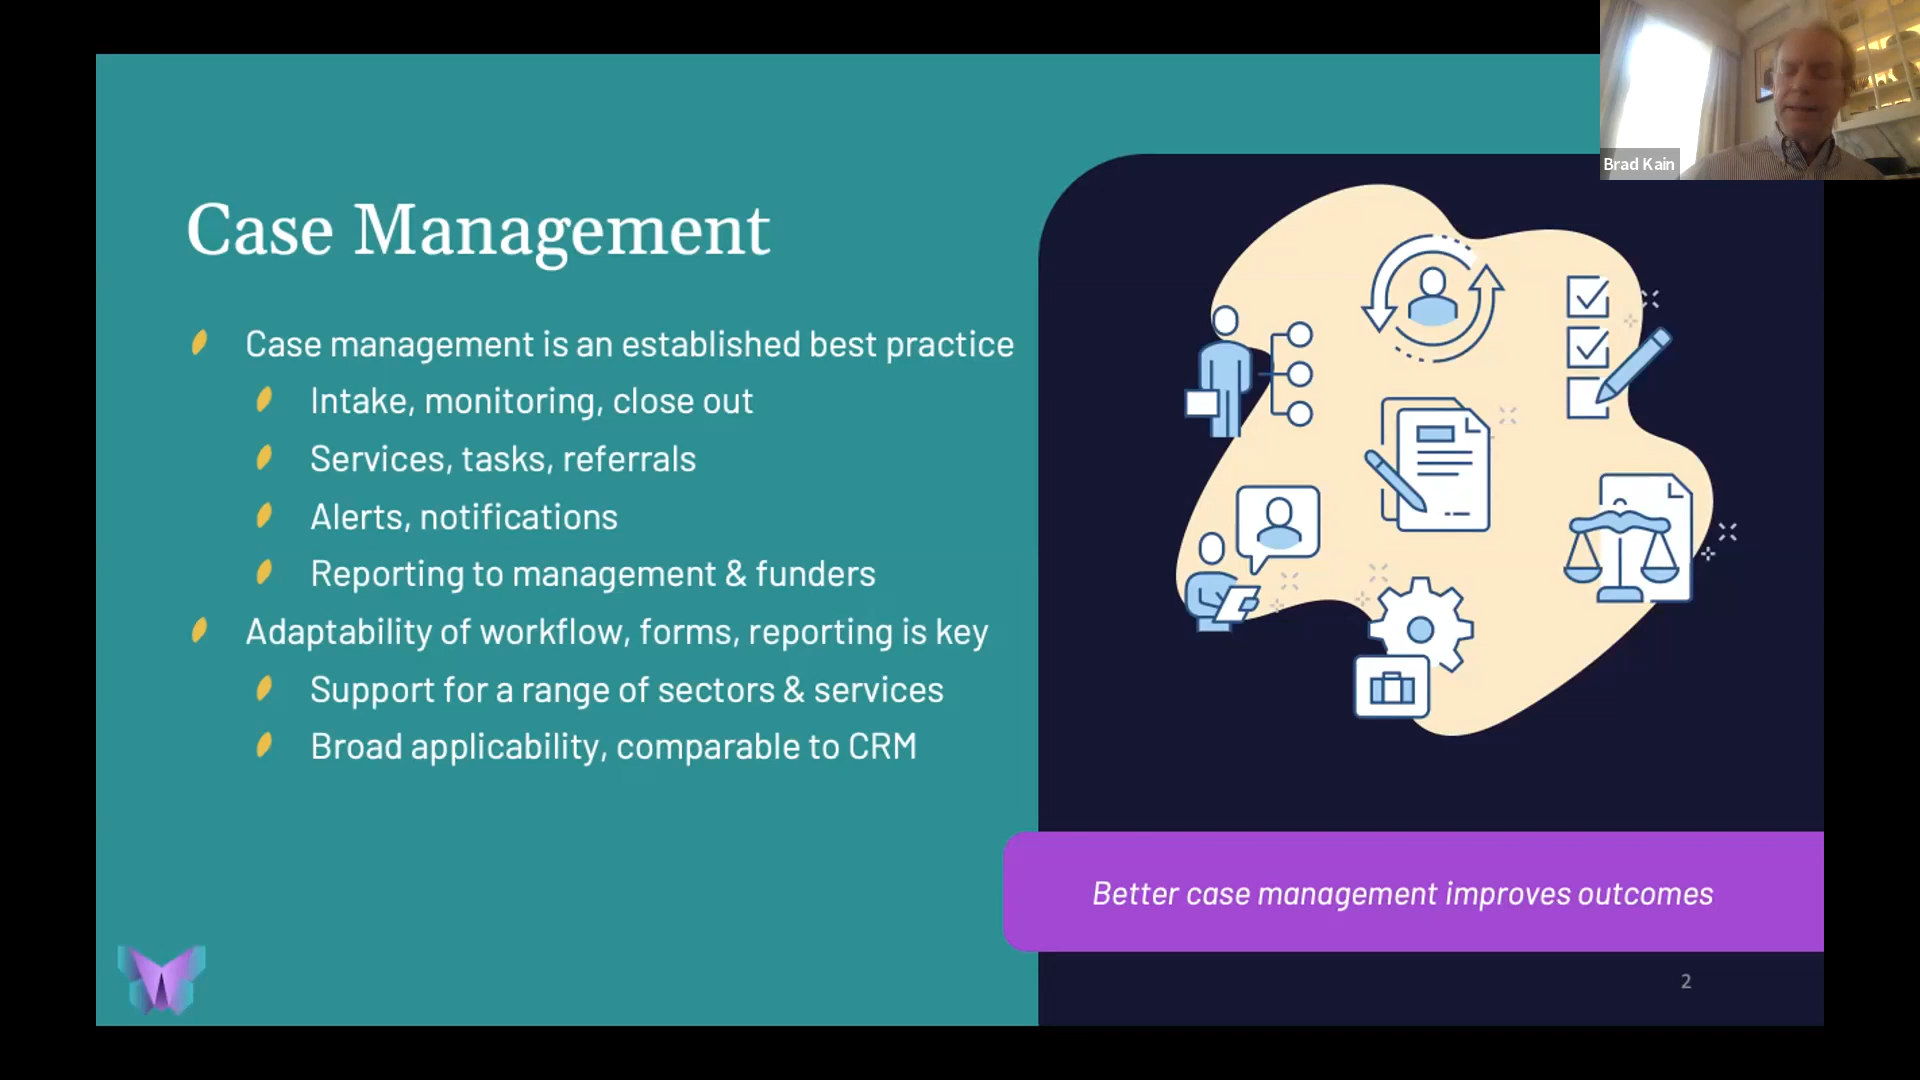 Brad Kain
Case Management
Case management is an established best practice
Intake, monitoring, close out
Services, tasks, referrals
Alerts, notifications
Reporting to management & funders
Adaptability of workflow, forms, reporting is key
Support for a range of sectors & services
Broad applicability, comparable to CRM
Better case management improves outcomes
2